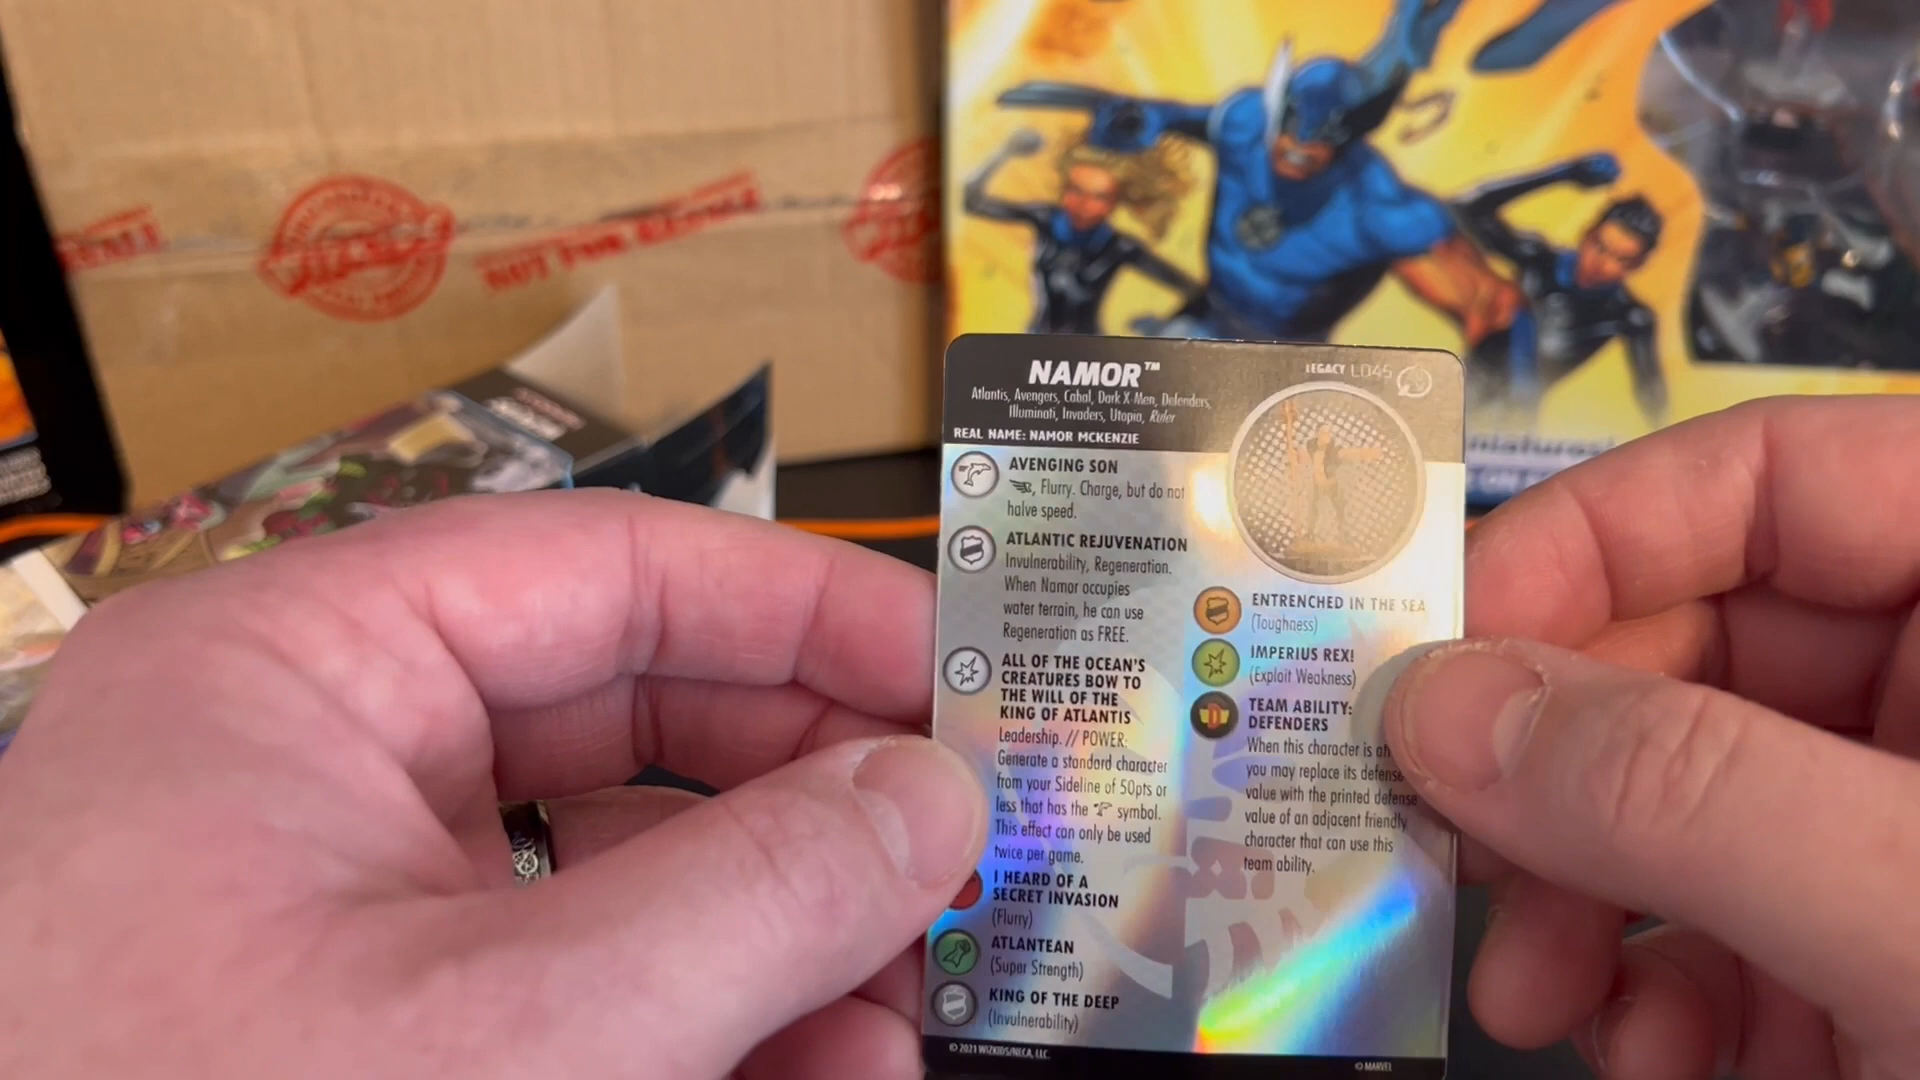 NOT FOR RESALE
NAMOR™
LEGACY L045
Atlantis, Avengers, Cabal, Dark X-Men, Defenders,
Illuminati, Invaders, Utopia, Ruler
REAL NAME: NAMOR MCKENZIE
AVENGING SON
, Flurry. Charge, but do not
halve speed.
ATLANTIC REJUVENATION
Invulnerability, Regeneration.
When Namor occupies
water terrain, he can use
Regeneration as FREE.
ALL OF THE OCEAN'S
CREATURES BOW TO
THE WILL OF THE
KING OF ATLANTIS
Leadership. // POWER:
Generate a standard character
from your Sideline of 50pts or
less that has the symbol.
This effect can only be used
twice per game.
I HEARD OF A
SECRET INVASION
(Flurry)
ATLANTEAN
(Super Strength)
KING OF THE DEEP
(Invulnerability)
ENTRENCHED IN THE SEA
(Toughness)
IMPERIUS REX!
(Exploit Weakness)
TEAM ABILITY:
DEFENDERS
When this character is
you may replace its defense
value with the printed defense
value of an adjacent friendly
character that can use this
team ability.
© 2021 WIZKIDS/NECA, LLC.
© MARVEL